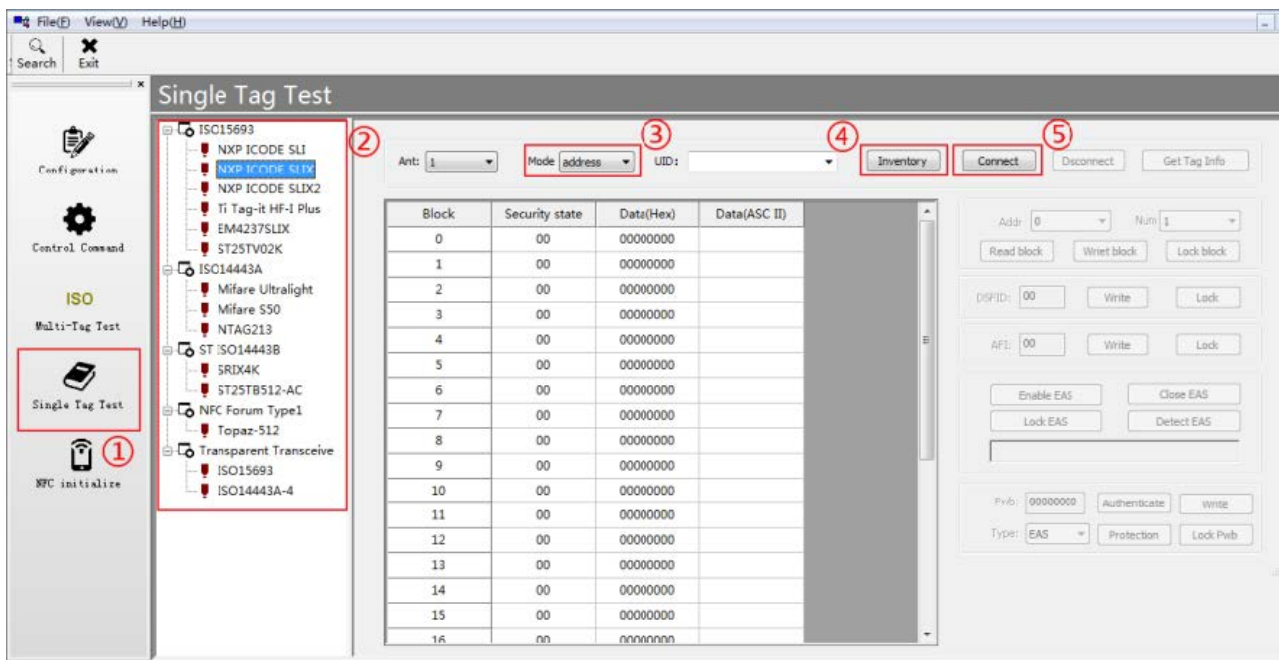 File(F) View(V) Help(H)
Search Exit
Single Tag Test
Configuration
Control Command
ISO
Multi-Tag Test
Single Tag Test
①
NFC initialize
ISO15693
NXP ICODE SLI
NXP ICODE SLIX
NXP ICODE SLIX2
Ti Tag-it HF-I Plus
EM4237SLIX
ST25TV02K
ISO14443A
Mifare Ultralight
Mifare S50
NTAG213
ST ISO14443B
SRIX4K
ST25TB512-AC
NFC Forum Type1
Topaz-512
Transparent Transceive
ISO15693
ISO14443A-4
② ③ ④ ⑤
Ant: 1 Mode address UID: Inventory Connect Dsconnect Get Tag Info
Block Security state Data(Hex) Data(ASC II)
0 00 00000000
1 00 00000000
2 00 00000000
3 00 00000000
4 00 00000000
5 00 00000000
6 00 00000000
7 00 00000000
8 00 00000000
9 00 00000000
10 00 00000000
11 00 00000000
12 00 00000000
13 00 00000000
14 00 00000000
15 00 00000000
16 00 00000000
Addr 0 Num 1
Read block Wriet block Lock block
DSFID: 00 Write Lock
AFI: 00 Write Lock
Enable EAS Close EAS
Lock EAS Detect EAS
Pwb: 00000000 Authenticate Write
Type: EAS Protection Lock Pwb